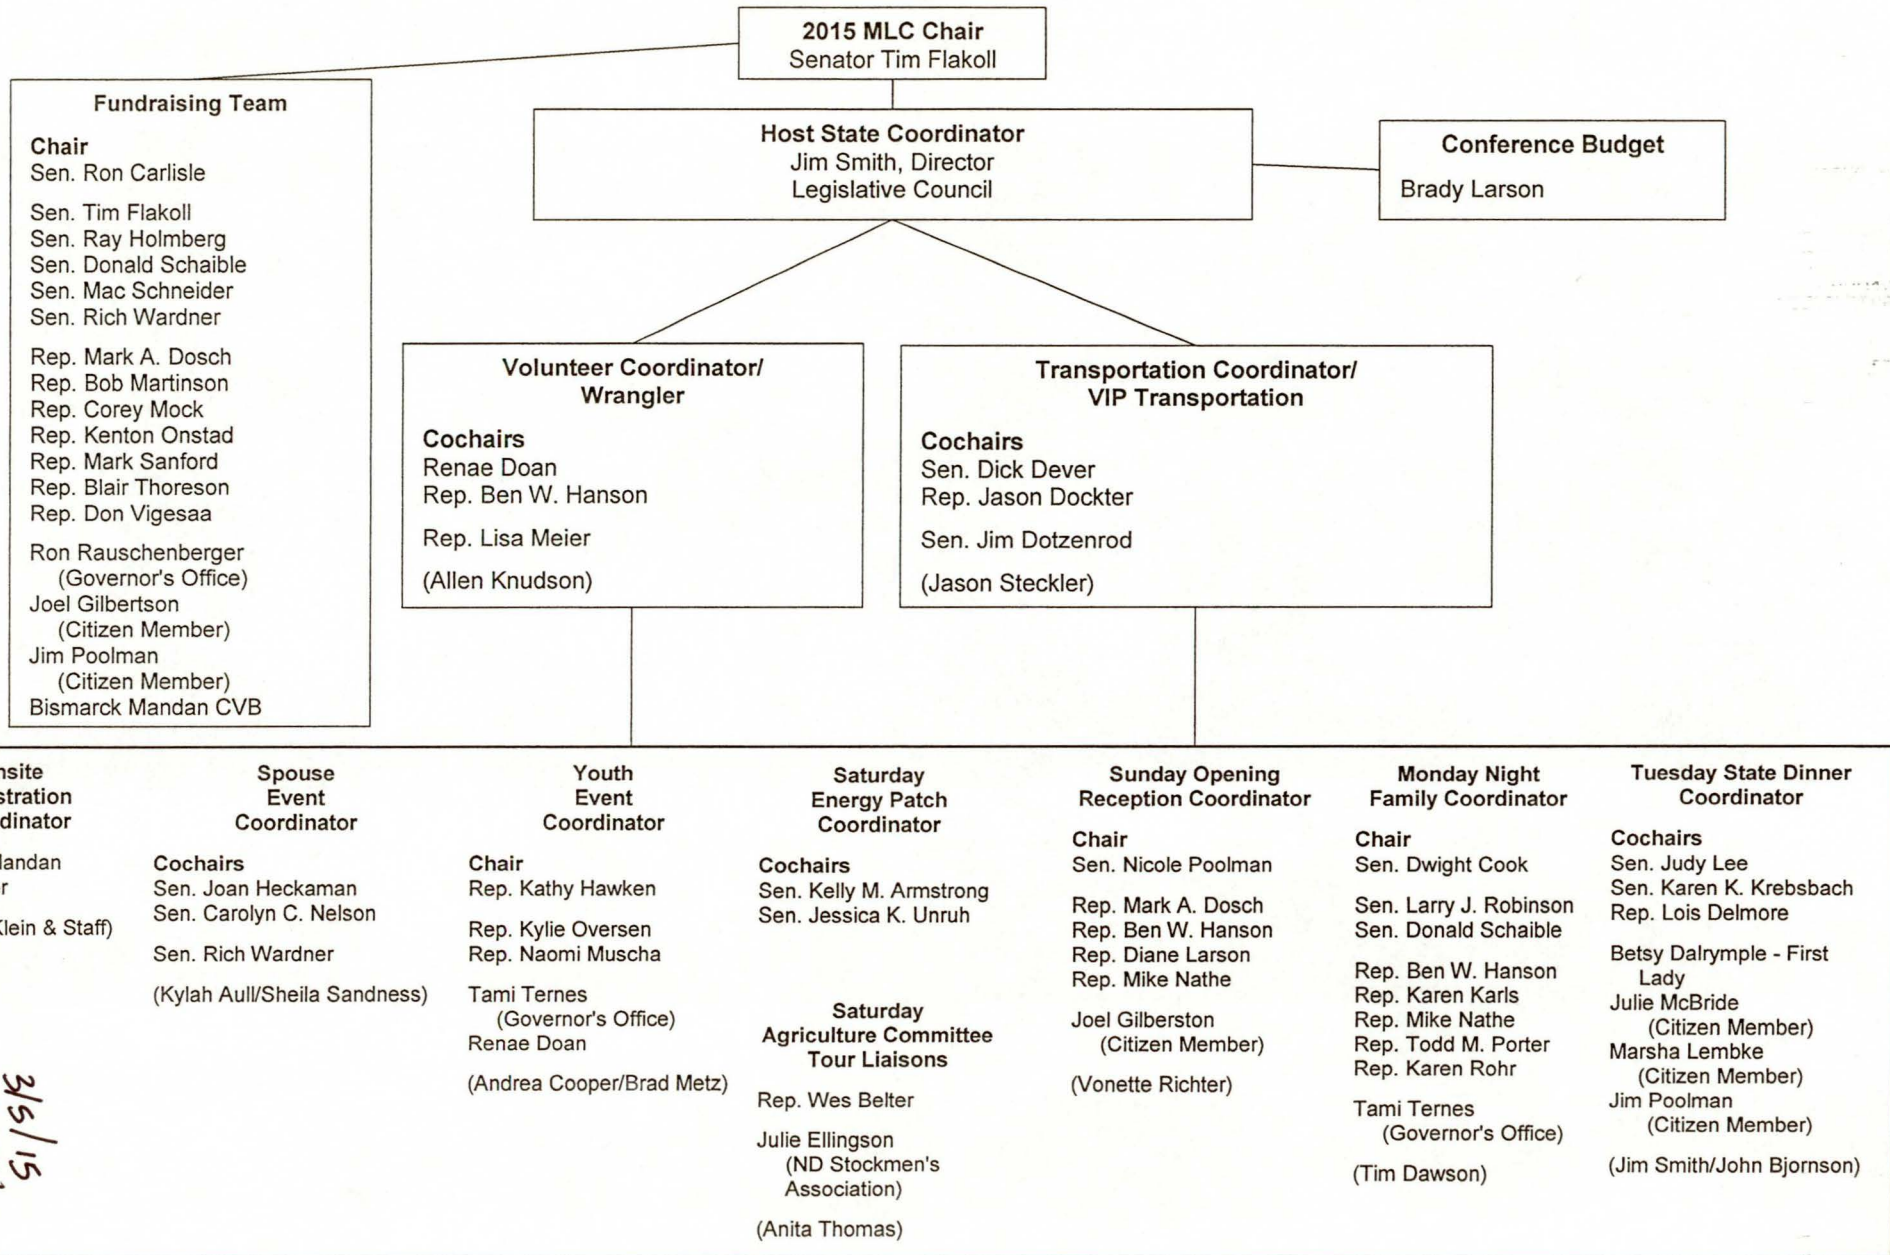 2015 MLC Chair
Senator Tim Flakoll
Fundraising Team
Chair
Sen. Ron Carlisle
Sen. Tim Flakoll
Sen. Ray Holmberg
Sen. Donald Schaible
Sen. Mac Schneider
Sen. Rich Wardner
Rep. Mark A. Dosch
Rep. Bob Martinson
Rep. Corey Mock
Rep. Kenton Onstad
Rep. Mark Sanford
Rep. Blair Thoreson
Rep. Don Vigesaa
Ron Rauschenberger
(Governor's Office)
Joel Gilbertson
(Citizen Member)
Jim Poolman
(Citizen Member)
Bismarck Mandan CVB
Host State Coordinator
Jim Smith, Director
Legislative Council
Conference Budget
Brady Larson
Volunteer Coordinator/
Wrangler
Cochairs
Renae Doan
Rep. Ben W. Hanson
Rep. Lisa Meier
(Allen Knudson)
Transportation Coordinator/
VIP Transportation
Cochairs
Sen. Dick Dever
Rep. Jason Dockter
Sen. Jim Dotzenrod
(Jason Steckler)
nsite
stration
dinator
landan
r
Klein & Staff)
Spouse
Event
Coordinator
Cochairs
Sen. Joan Heckaman
Sen. Carolyn C. Nelson
Sen. Rich Wardner
(Kylah Aull/Sheila Sandness)
Youth
Event
Coordinator
Chair
Rep. Kathy Hawken
Rep. Kylie Oversen
Rep. Naomi Muscha
Tami Ternes
(Governor's Office)
Renae Doan
(Andrea Cooper/Brad Metz)
Saturday
Energy Patch
Coordinator
Cochairs
Sen. Kelly M. Armstrong
Sen. Jessica K. Unruh
Saturday
Agriculture Committee
Tour Liaisons
Rep. Wes Belter
Julie Ellingson
(ND Stockmen's
Association)
(Anita Thomas)
Sunday Opening
Reception Coordinator
Chair
Sen. Nicole Poolman
Rep. Mark A. Dosch
Rep. Ben W. Hanson
Rep. Diane Larson
Rep. Mike Nathe
Joel Gilberston
(Citizen Member)
(Vonette Richter)
Monday Night
Family Coordinator
Chair
Sen. Dwight Cook
Sen. Larry J. Robinson
Sen. Donald Schaible
Rep. Ben W. Hanson
Rep. Karen Karls
Rep. Mike Nathe
Rep. Todd M. Porter
Rep. Karen Rohr
Tami Ternes
(Governor's Office)
(Tim Dawson)
Tuesday State Dinner
Coordinator
Cochairs
Sen. Judy Lee
Sen. Karen K. Krebsbach
Rep. Lois Delmore
Betsy Dalrymple - First
Lady
Julie McBride
(Citizen Member)
Marsha Lembke
(Citizen Member)
Jim Poolman
(Citizen Member)
(Jim Smith/John Bjornson)
3/5/15